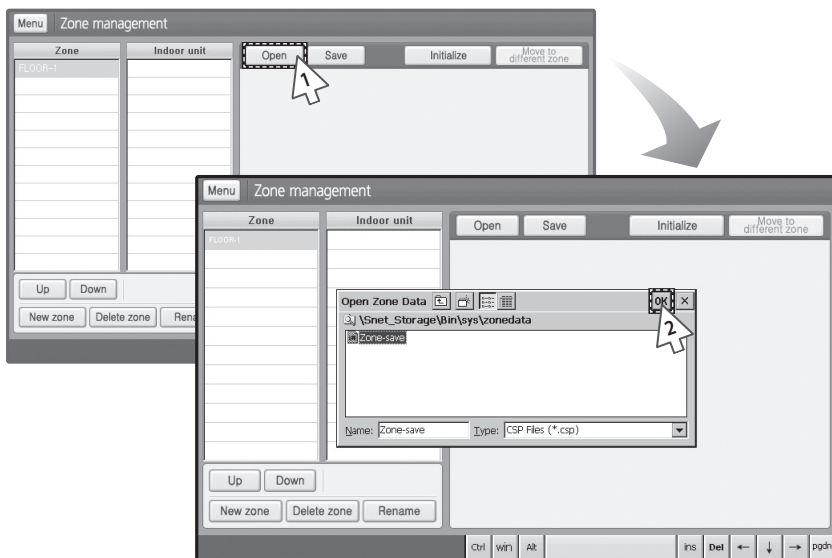 Menu Zone management
Zone Indoor unit Open Save Initialize Move to different zone
FLOOR-1
1
Up Down
New zone Delete zone
Menu Zone management
Zone Indoor unit Open Save Initialize Move to different zone
FLOOR-1
Open Zone Data OK ×
\Snet_Storage\Bin\sys\zonedata
2
Zone-save
Name: Zone-save Type: CSP Files (*.csp)
Up Down
New zone Delete zone Rename
Ctrl win Alt ins Del ← ↓ → pgdn